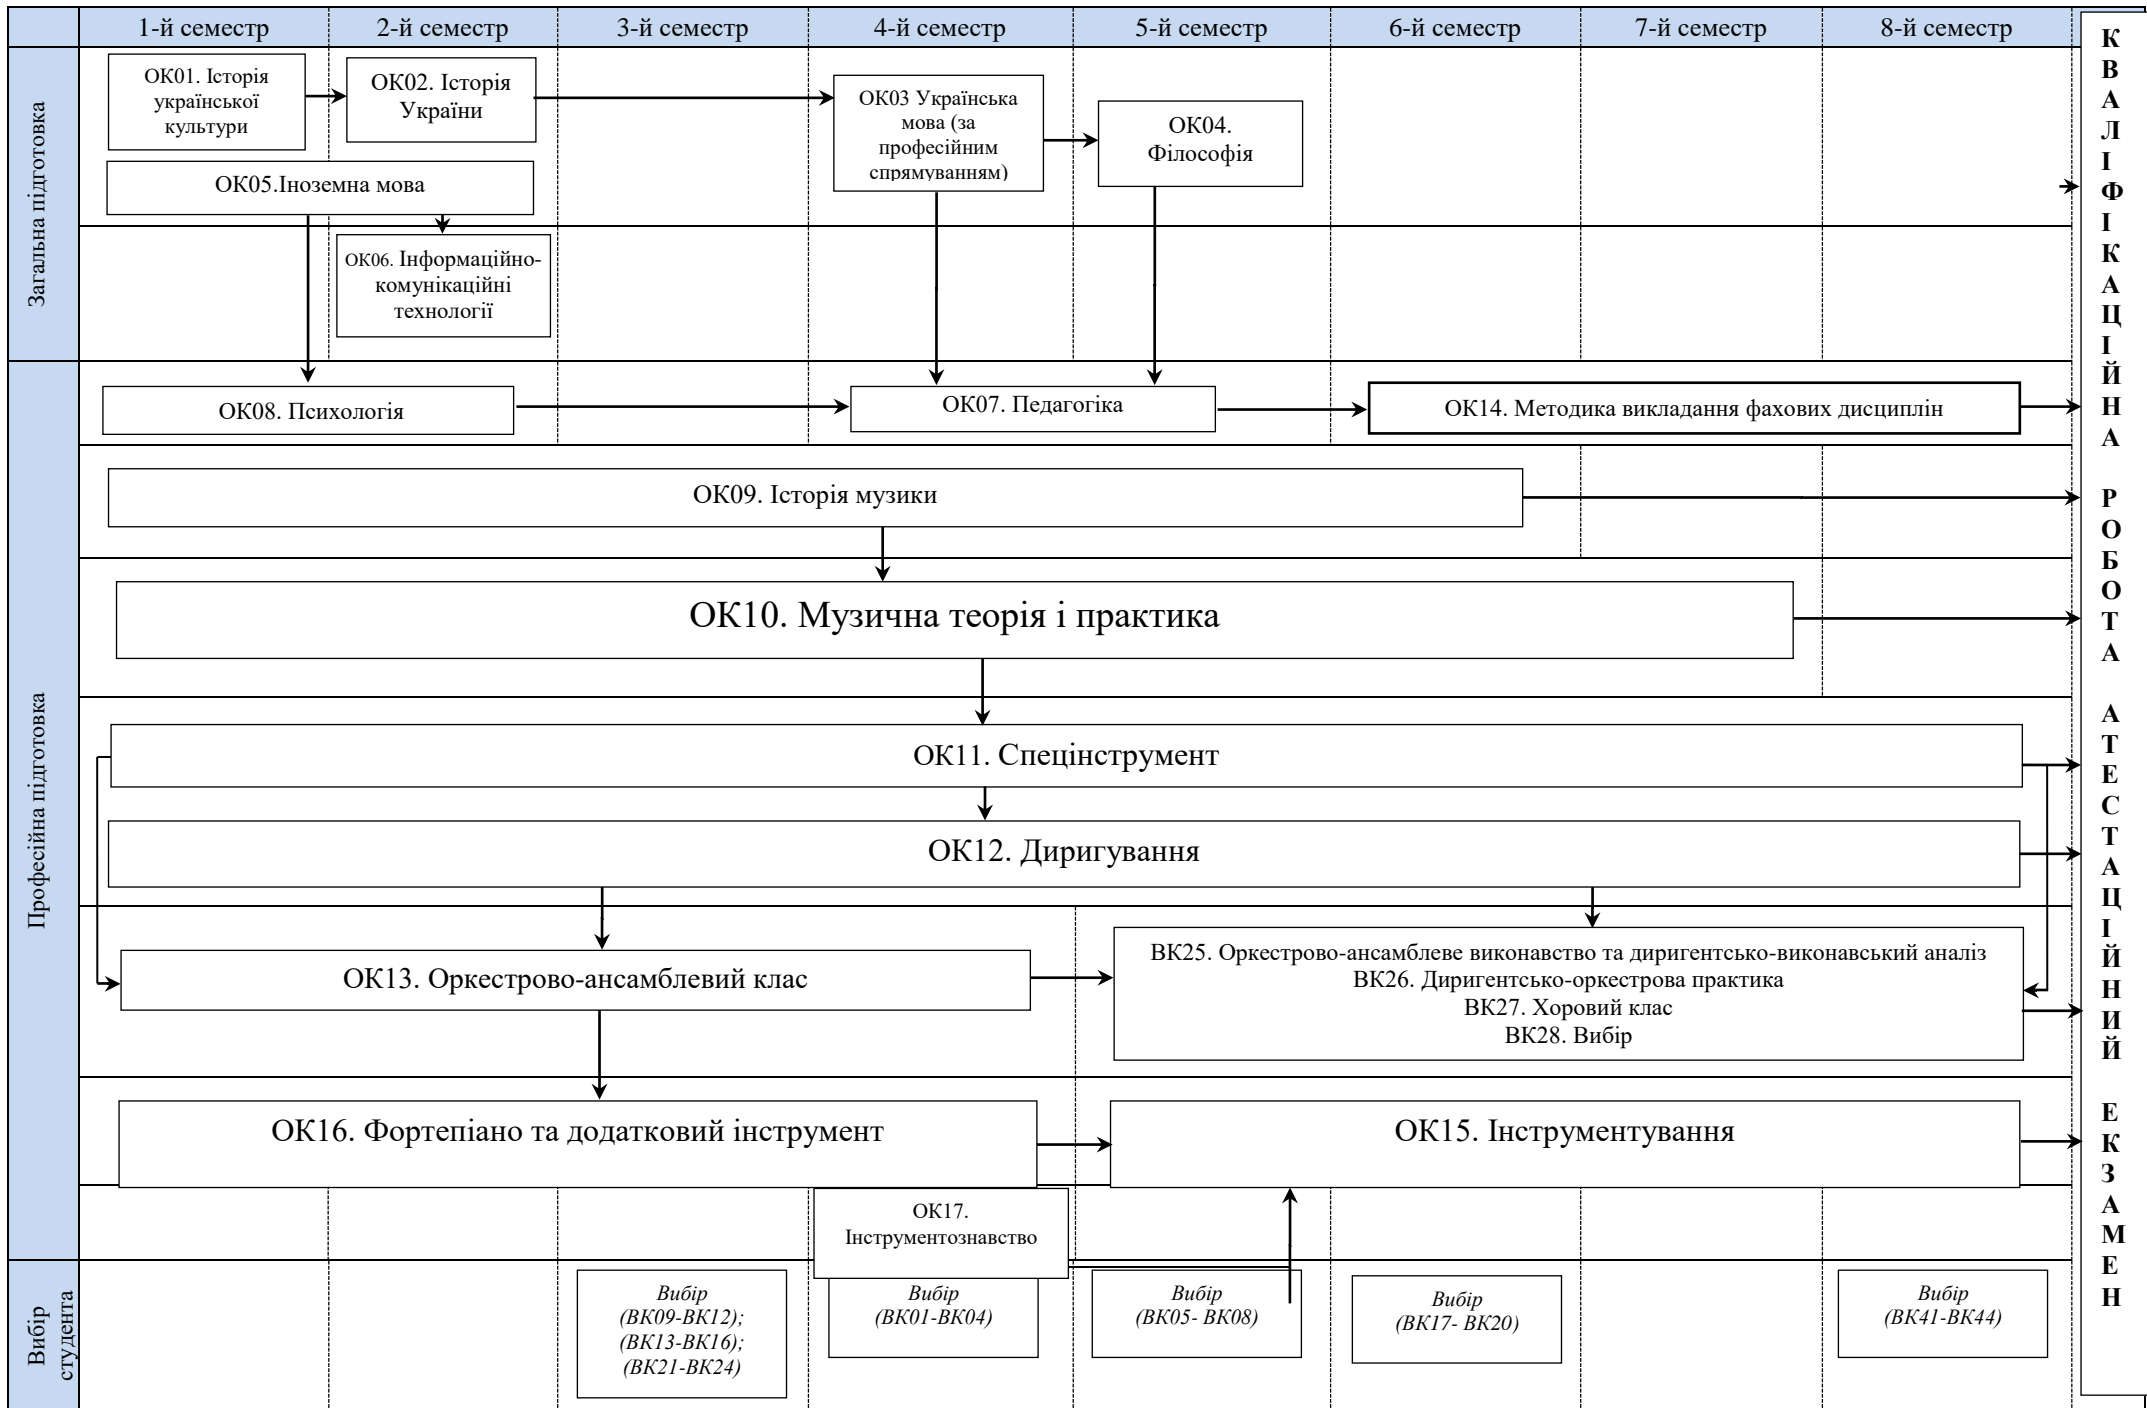 1-й семестр
2-й семестр
3-й семестр
4-й семестр
5-й семестр
6-й семестр
7-й семестр
8-й семестр
Загальна підготовка
ОК01. Історія
української
культури
ОК02. Історія
України
ОК03 Українська
мова (за
професійним
спрямуванням)
ОК04.
Філософія
ОК05.Іноземна мова
ОК06. Інформаційно-
комунікаційні
технології
Професійна підготовка
ОК08. Психологія
ОК07. Педагогіка
ОК14. Методика викладання фахових дисциплін
ОК09. Історія музики
ОК10. Музична теорія і практика
ОК11. Спецінструмент
ОК12. Диригування
ОК13. Оркестрово-ансамблевий клас
ВК25. Оркестрово-ансамблеве виконавство та диригентсько-виконавський аналіз
ВК26. Диригентсько-оркестрова практика
ВК27. Хоровий клас
ВК28. Вибір
ОК16. Фортепіано та додатковий інструмент
ОК15. Інструментування
ОК17.
Інструментознавство
Вибір
студента
Вибір
(ВК09-ВК12);
(ВК13-ВК16);
(ВК21-ВК24)
Вибір
(ВК01-ВК04)
Вибір
(ВК05- ВК08)
Вибір
(ВК17- ВК20)
Вибір
(ВК41-ВК44)
КВАЛІФІКАЦІЙНА РОБОТА АТЕСТАЦІЙНИЙ ЕКЗАМЕН